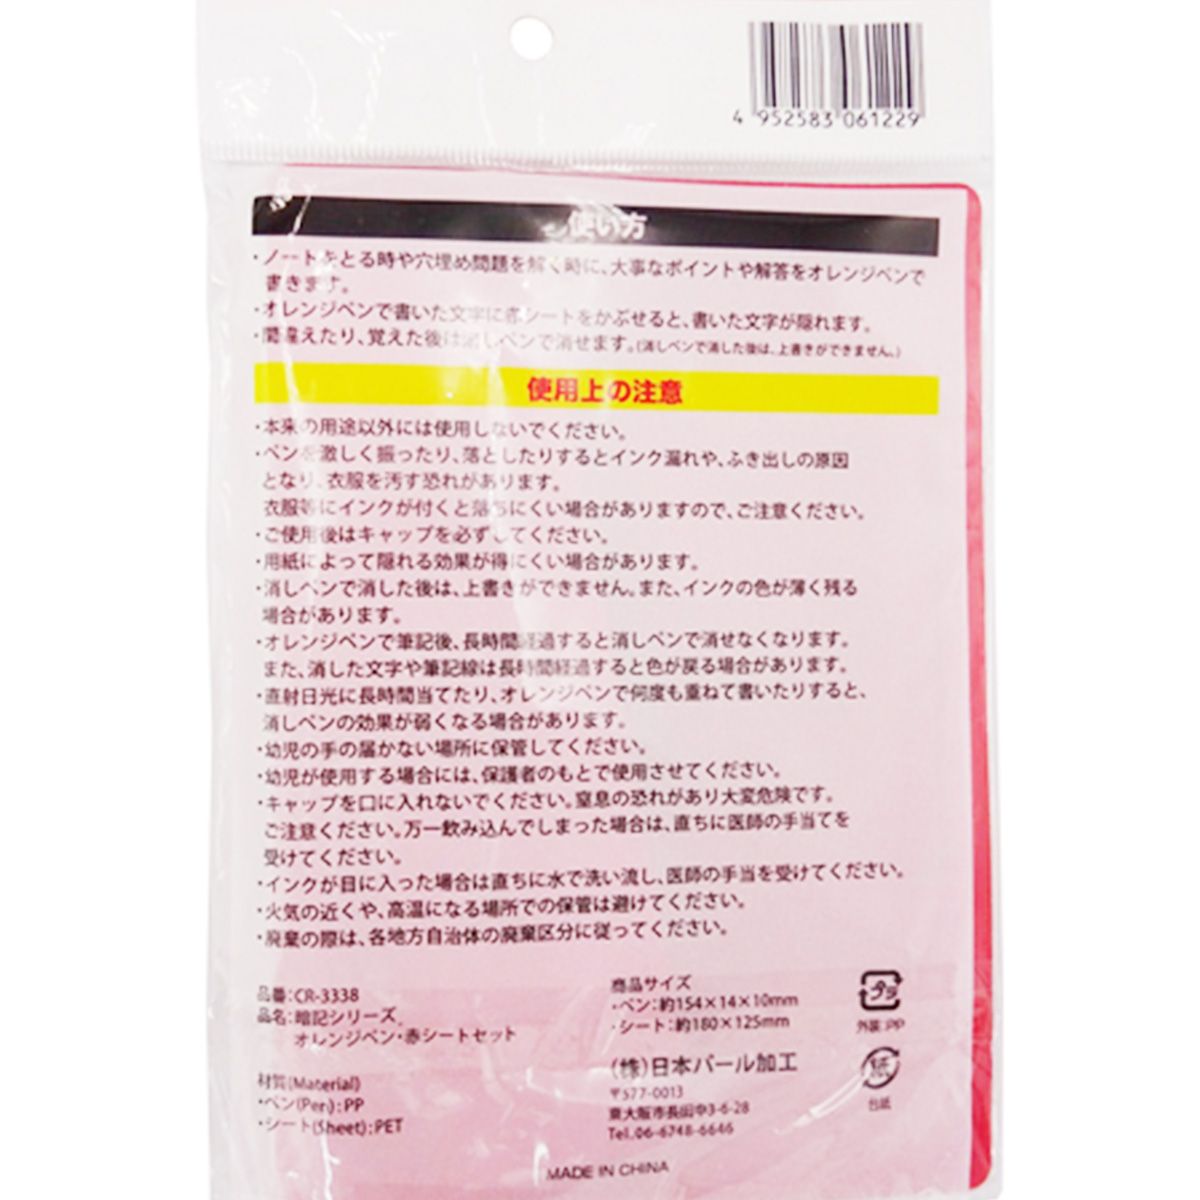 4 952583 061229
使い方
・ノートをとる時や穴埋め問題を解く時に、大事なポイントや解答をオレンジペンで
書きます。
・オレンジペンで書いた文字に赤シートをかぶせると、書いた文字が隠れます。
・間違えたり、覚えた後は消しペンで消せます。(消しペンで消した後は、上書きができません。)
使用上の注意
・本来の用途以外には使用しないでください。
・ペンを激しく振ったり、落としたりするとインク漏れや、ふき出しの原因
となり、衣服を汚す恐れがあります。
衣服等にインクが付くと落ちにくい場合がありますので、ご注意ください。
・ご使用後はキャップを必ずしてください。
・用紙によって隠れる効果が得にくい場合があります。
・消しペンで消した後は、上書きができません。また、インクの色が薄く残る
場合があります。
・オレンジペンで筆記後、長時間経過すると消しペンで消せなくなります。
また、消した文字や筆記線は長時間経過すると色が戻る場合があります。
・直射日光に長時間当てたり、オレンジペンで何度も重ねて書いたりすると、
消しペンの効果が弱くなる場合があります。
・幼児の手の届かない場所に保管してください。
・幼児が使用する場合には、保護者のもとで使用させてください。
・キャップを口に入れないでください。窒息の恐れがあり大変危険です。
ご注意ください。万一飲み込んでしまった場合は、直ちに医師の手当てを
受けてください。
・インクが目に入った場合は直ちに水で洗い流し、医師の手当を受けてください。
・火気の近くや、高温になる場所での保管は避けてください。
・廃棄の際は、各地方自治体の廃棄区分に従ってください。
品番:CR-3338
品名:暗記シリーズ
オレンジペン・赤シートセット
材質(Material)
・ペン(Pen):PP
・シート(Sheet):PET
商品サイズ
・ペン:約154×14×10mm
・シート:約180×125mm
(株)日本パール加工
〒577-0013
東大阪市長田中3-6-28
Tel.06-6748-6646
プラ
外装:PP
紙
台紙
MADE IN CHINA